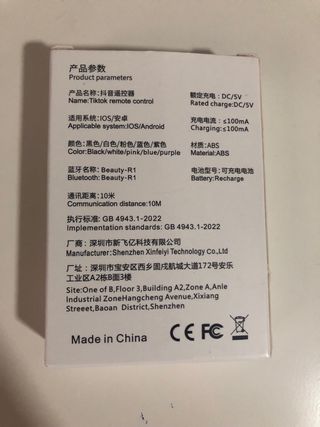 产品参数
Product parameters
产品名称: 抖音遥控器
Name:Tiktok remote control
额定充电: DC/5V
Rated charge:DC/5V
适用系统: IOS/安卓
Applicable system:IOS/Android
充电电流: ≤100mA
Charging:≤100mA
颜色: 黑色/白色/粉色/蓝色/紫色
Color:Black/white/pink/blue/purple
材质: ABS
Material:ABS
蓝牙名称: Beauty-R1
Bluetooth: Beauty-R1
电池型号: 可充电电池
Battery:Recharge
通讯距离: 10米
Communication distance:10M
执行标准: GB 4943.1-2022
Implementation standards: GB 4943.1-2022
厂商: 深圳市新飞亿科技有限公司
Manufacturer:Shenzhen Xinfeiyi Technology Co., Ltd
厂址: 深圳市宝安区西乡固戍航城大道172号安乐
工业区A2栋B面3楼
Site:One of B,Floor 3,Building A2,Zone A,Anle
Industrial ZoneHangcheng Avenue,Xixiang
Streeet,Baoan District,Shenzhen
Made in China
CE FC